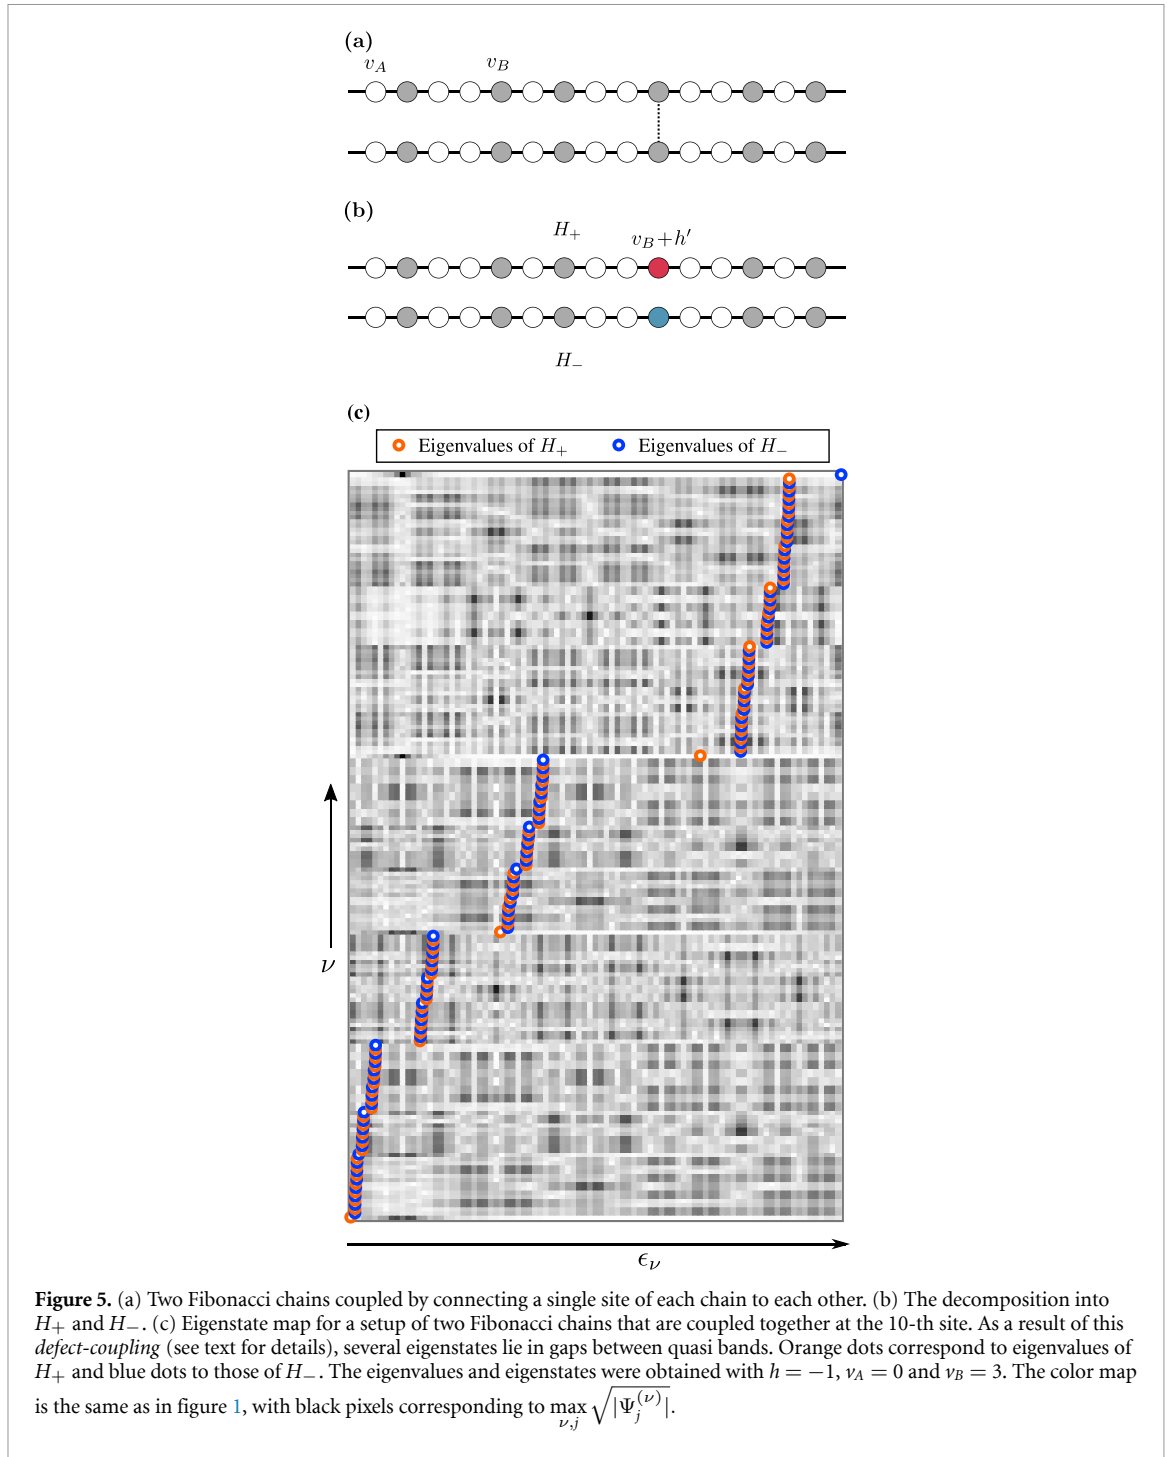 (a)
v_A v_B
(b)
H_+
v_B + h′
H_−
(c)
Eigenvalues of H_+ Eigenvalues of H_−
ν
ϵ_ν
Figure 5. (a) Two Fibonacci chains coupled by connecting a single site of each chain to each other. (b) The decomposition into
H_+ and H_−. (c) Eigenstate map for a setup of two Fibonacci chains that are coupled together at the 10-th site. As a result of this
defect-coupling (see text for details), several eigenstates lie in gaps between quasi bands. Orange dots correspond to eigenvalues of
H_+ and blue dots to those of H_−. The eigenvalues and eigenstates were obtained with h = −1, v_A = 0 and v_B = 3. The color map
is the same as in figure 1, with black pixels corresponding to max_{ν,j} √|Ψ_j^{(ν)}|.